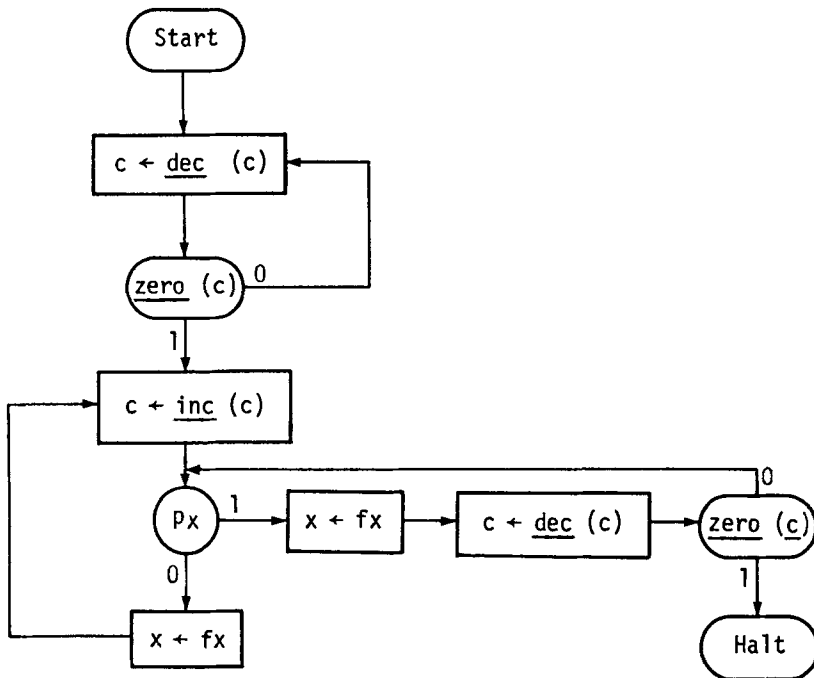 Start
c ← dec (c)
zero (c)
0
1
c ← inc (c)
0
px
1
x ← fx
c ← dec (c)
zero (c)
0
1
x ← fx
Halt